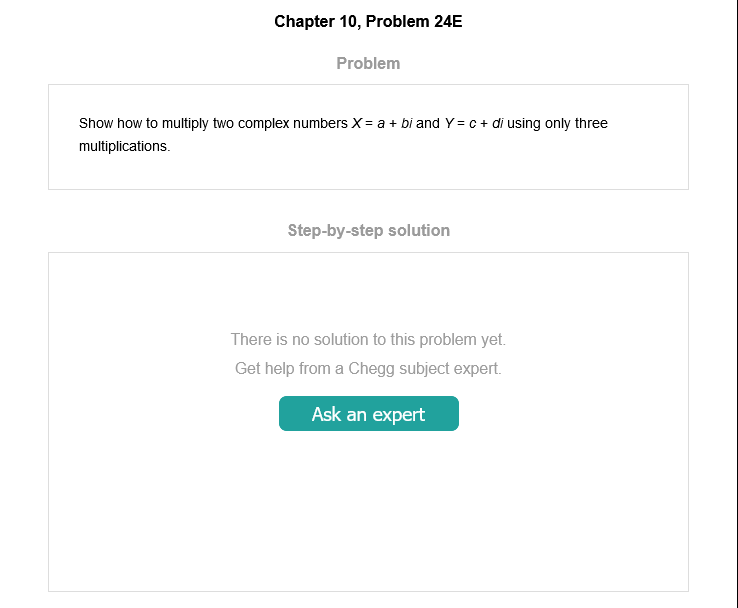 Chapter 10, Problem 24E
Problem
Show how to multiply two complex numbers X = a + bi and Y = c + di using only three
multiplications.
Step-by-step solution
There is no solution to this problem yet.
Get help from a Chegg subject expert.
Ask an expert